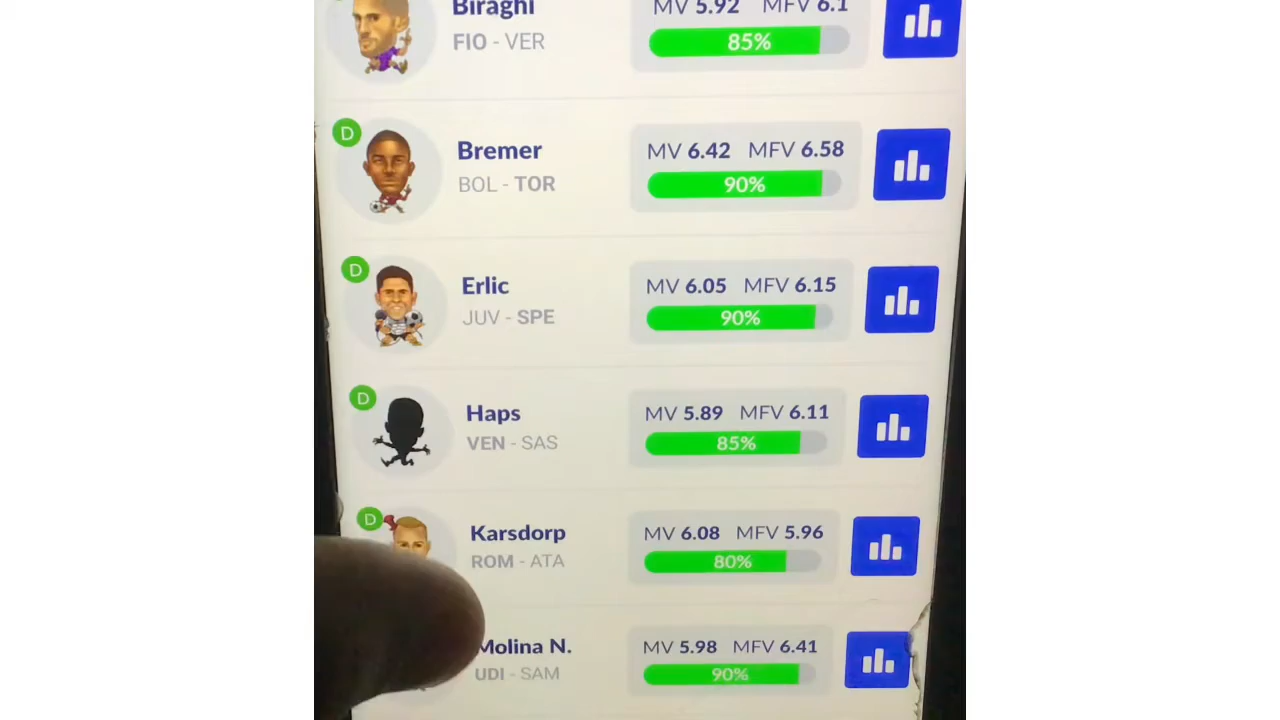 Biraghi
MV 5.92 MFV 6.1
FIO - VER
85%
D
Bremer
MV 6.42 MFV 6.58
BOL - TOR
90%
D
Erlic
MV 6.05 MFV 6.15
JUV - SPE
90%
D
Haps
MV 5.89 MFV 6.11
VEN - SAS
85%
D
Karsdorp
MV 6.08 MFV 5.96
ROM - ATA
80%
Molina N.
MV 5.98 MFV 6.41
UDI - SAM
90%